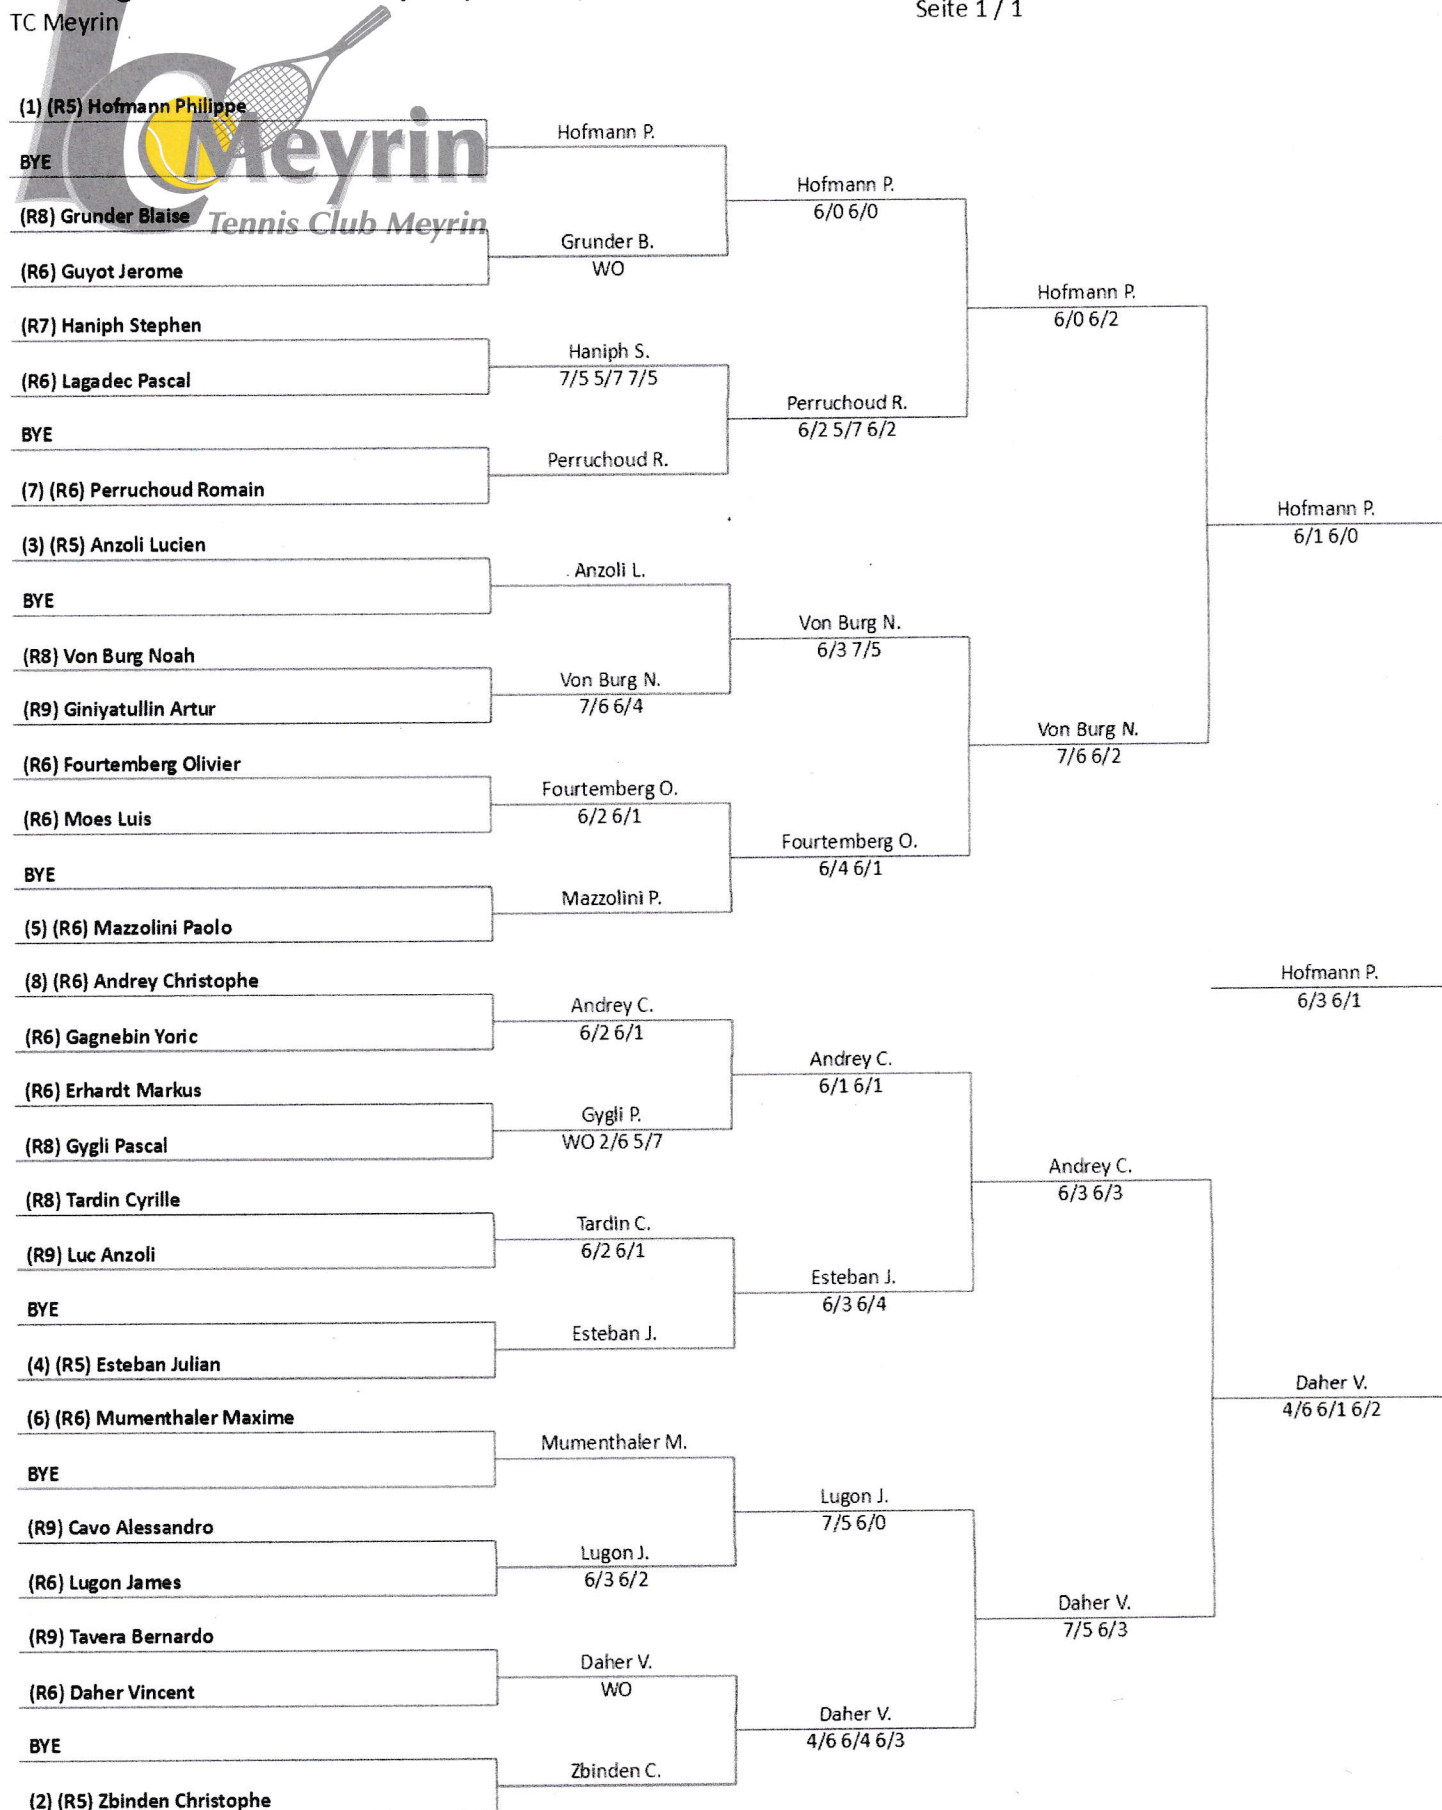 TC Meyrin
Seite 1 / 1
Meyrin
Tennis Club Meyrin
(1) (R5) Hofmann Philippe
BYE
(R8) Grunder Blaise
(R6) Guyot Jerome
(R7) Haniph Stephen
(R6) Lagadec Pascal
BYE
(7) (R6) Perruchoud Romain
(3) (R5) Anzoli Lucien
BYE
(R8) Von Burg Noah
(R9) Giniyatullin Artur
(R6) Fourtemberg Olivier
(R6) Moes Luis
BYE
(5) (R6) Mazzolini Paolo
(8) (R6) Andrey Christophe
(R6) Gagnebin Yoric
(R6) Erhardt Markus
(R8) Gygli Pascal
(R8) Tardin Cyrille
(R9) Luc Anzoli
BYE
(4) (R5) Esteban Julian
(6) (R6) Mumenthaler Maxime
BYE
(R9) Cavo Alessandro
(R6) Lugon James
(R9) Tavera Bernardo
(R6) Daher Vincent
BYE
(2) (R5) Zbinden Christophe
Hofmann P.
Grunder B.
WO
Haniph S.
7/5 5/7 7/5
Perruchoud R.
Anzoli L.
Von Burg N.
7/6 6/4
Fourtemberg O.
6/2 6/1
Mazzolini P.
Andrey C.
6/2 6/1
Gygli P.
WO 2/6 5/7
Tardin C.
6/2 6/1
Esteban J.
Mumenthaler M.
Lugon J.
6/3 6/2
Daher V.
WO
Zbinden C.
Hofmann P.
6/0 6/0
Perruchoud R.
6/2 5/7 6/2
Von Burg N.
6/3 7/5
Fourtemberg O.
6/4 6/1
Andrey C.
6/1 6/1
Esteban J.
6/3 6/4
Lugon J.
7/5 6/0
Daher V.
4/6 6/4 6/3
Hofmann P.
6/0 6/2
Von Burg N.
7/6 6/2
Andrey C.
6/3 6/3
Daher V.
7/5 6/3
Hofmann P.
6/1 6/0
Hofmann P.
6/3 6/1
Daher V.
4/6 6/1 6/2